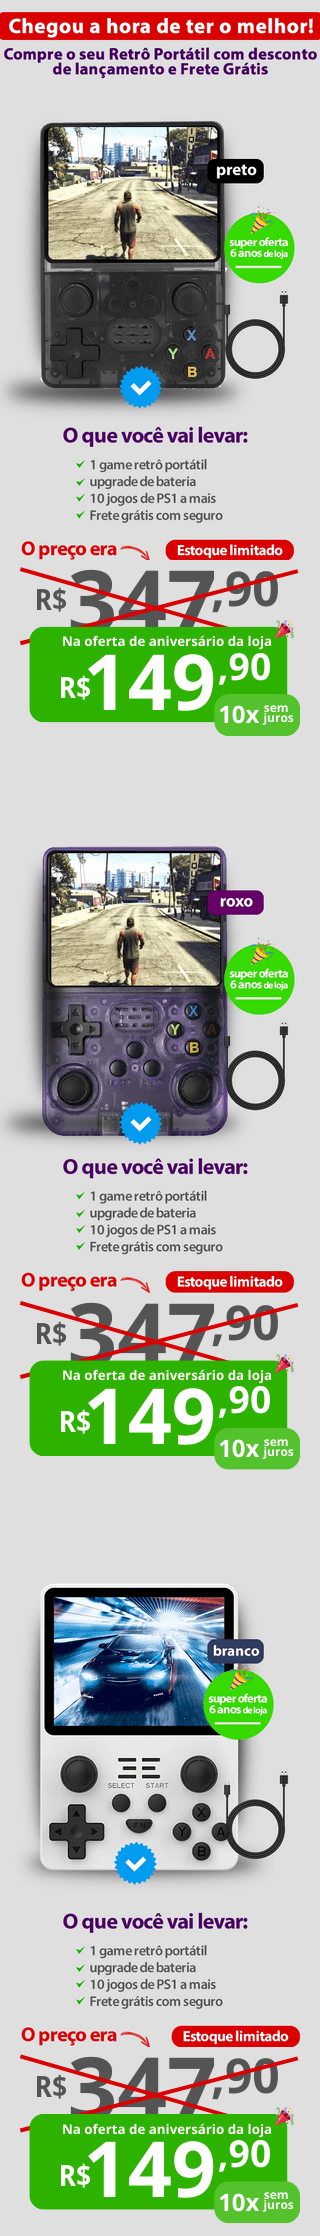 Chegou a hora de ter o melhor!
Compre o seu Retrô Portátil com desconto
de lançamento e Frete Grátis
preto
super oferta
6 anos de loja
X
Y
A
B
O que você vai levar:
1 game retrô portátil
upgrade de bateria
10 jogos de PS1 a mais
Frete grátis com seguro
O preço era
Estoque limitado
R$ 347,90
Na oferta de aniversário da loja
R$ 149,90
10x sem
juros
roxo
super oferta
6 anos de loja
X
Y
A
B
O que você vai levar:
1 game retrô portátil
upgrade de bateria
10 jogos de PS1 a mais
Frete grátis com seguro
O preço era
Estoque limitado
R$ 347,90
Na oferta de aniversário da loja
R$ 149,90
10x sem
juros
branco
super oferta
6 anos de loja
SELECT START
FN
X
Y
A
B
O que você vai levar:
1 game retrô portátil
upgrade de bateria
10 jogos de PS1 a mais
Frete grátis com seguro
O preço era
Estoque limitado
R$ 347,90
Na oferta de aniversário da loja
R$ 149,90
10x sem
juros